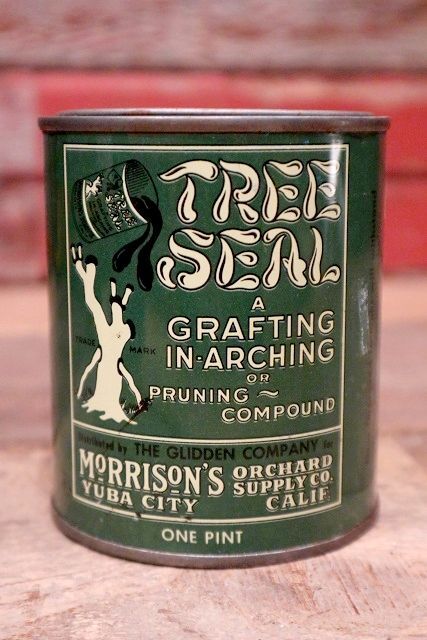 TREE
SEAL
A
GRAFTING
IN-ARCHING
OR
PRUNING ~
COMPOUND
TRADE MARK
Distributed by THE GLIDDEN COMPANY for
MORRISON'S ORCHARD
SUPPLY CO.
YUBA CITY CALIF.
ONE PINT